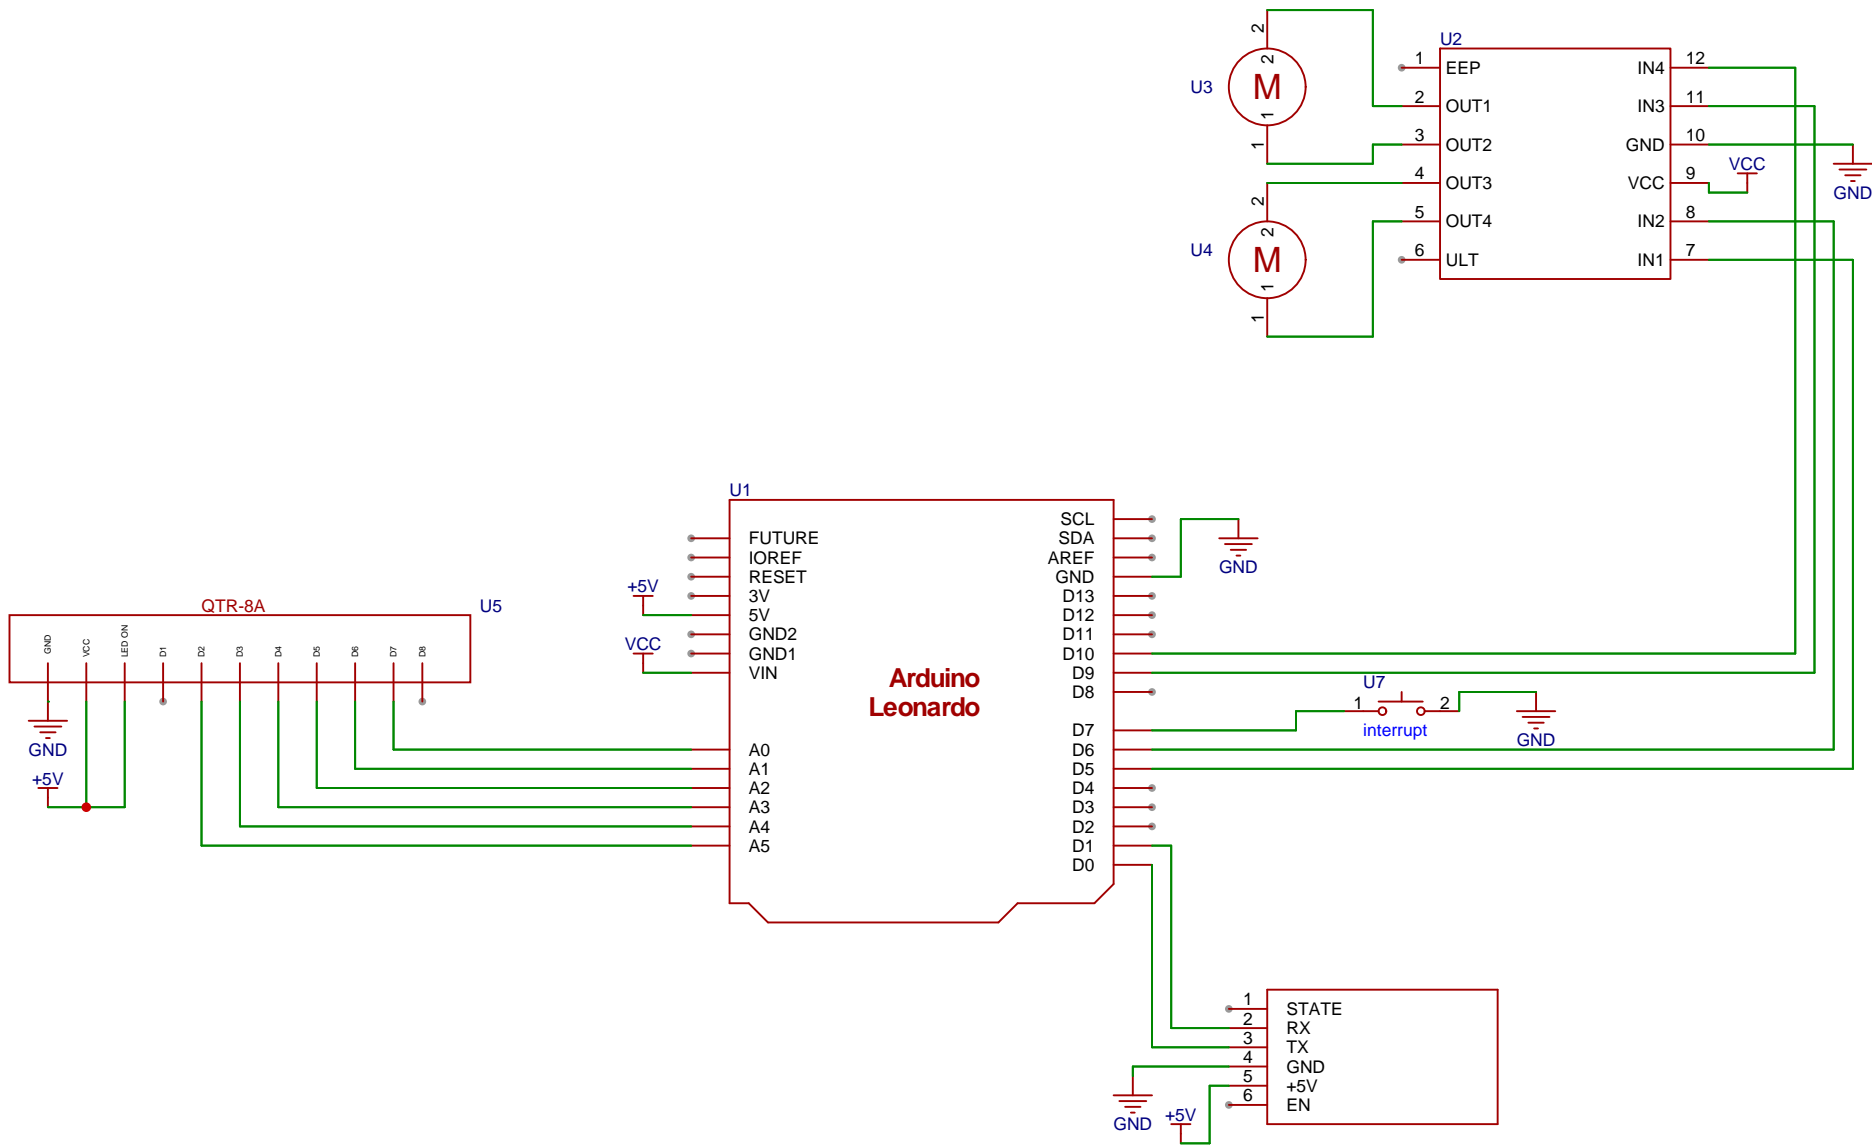 U2
1 EEP IN4 12
2 OUT1 IN3 11
3 OUT2 GND 10
4 OUT3 VCC 9
5 OUT4 IN2 8
6 ULT IN1 7
VCC
GND
U3
2
2
M
1
1
U4
2
2
M
1
1
U1
FUTURE
IOREF
RESET
3V
5V
GND2
GND1
VIN
A0
A1
A2
A3
A4
A5
+5V
VCC
Arduino
Leonardo
SCL
SDA
AREF
GND
D13
D12
D11
D10
D9
D8
D7
D6
D5
D4
D3
D2
D1
D0
GND
U7
1 2
interrupt
GND
QTR-8A
U5
GND VCC LED ON D1 D2 D3 D4 D5 D6 D7 D8
GND
+5V
1 STATE
2 RX
3 TX
4 GND
5 +5V
6 EN
GND
+5V